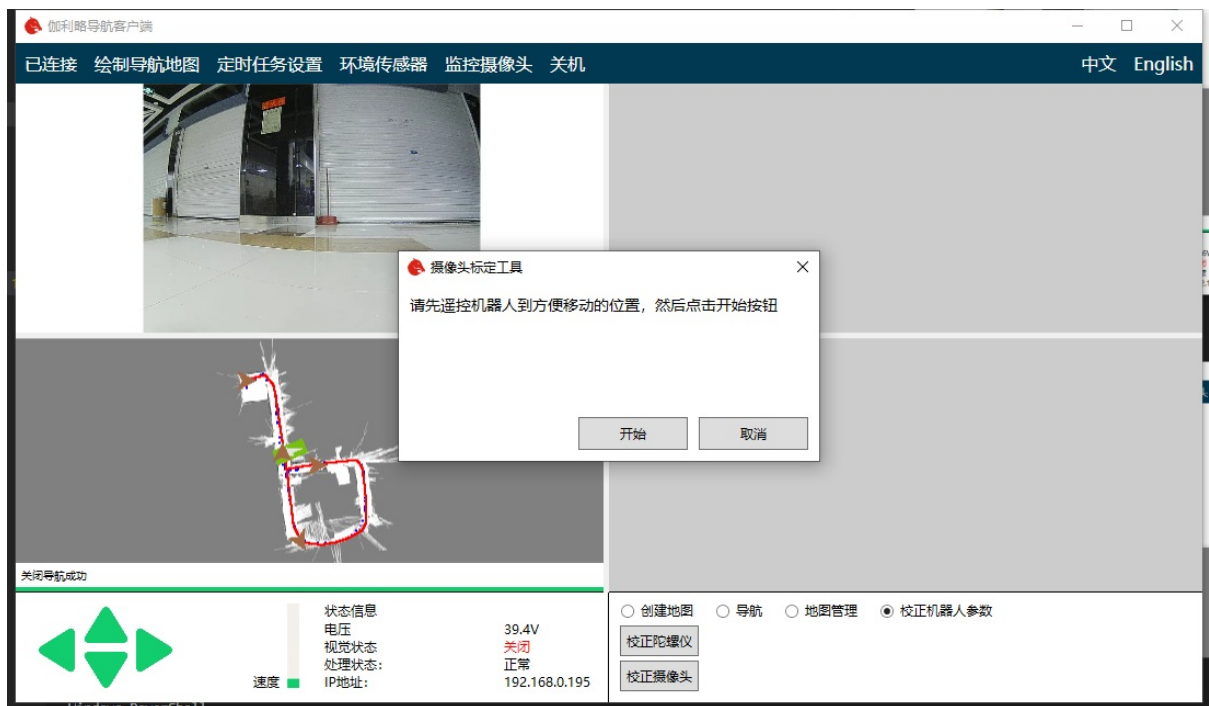 伽利略导航客户端
已连接 绘制导航地图 定时任务设置 环境传感器 监控摄像头 关机 中文 English
摄像头标定工具
请先遥控机器人到方便移动的位置，然后点击开始按钮
开始 取消
关闭导航成功
状态信息
电压 39.4V
视觉状态 关闭
处理状态: 正常
IP地址: 192.168.0.195
速度
创建地图 导航 地图管理 校正机器人参数
校正陀螺仪
校正摄像头